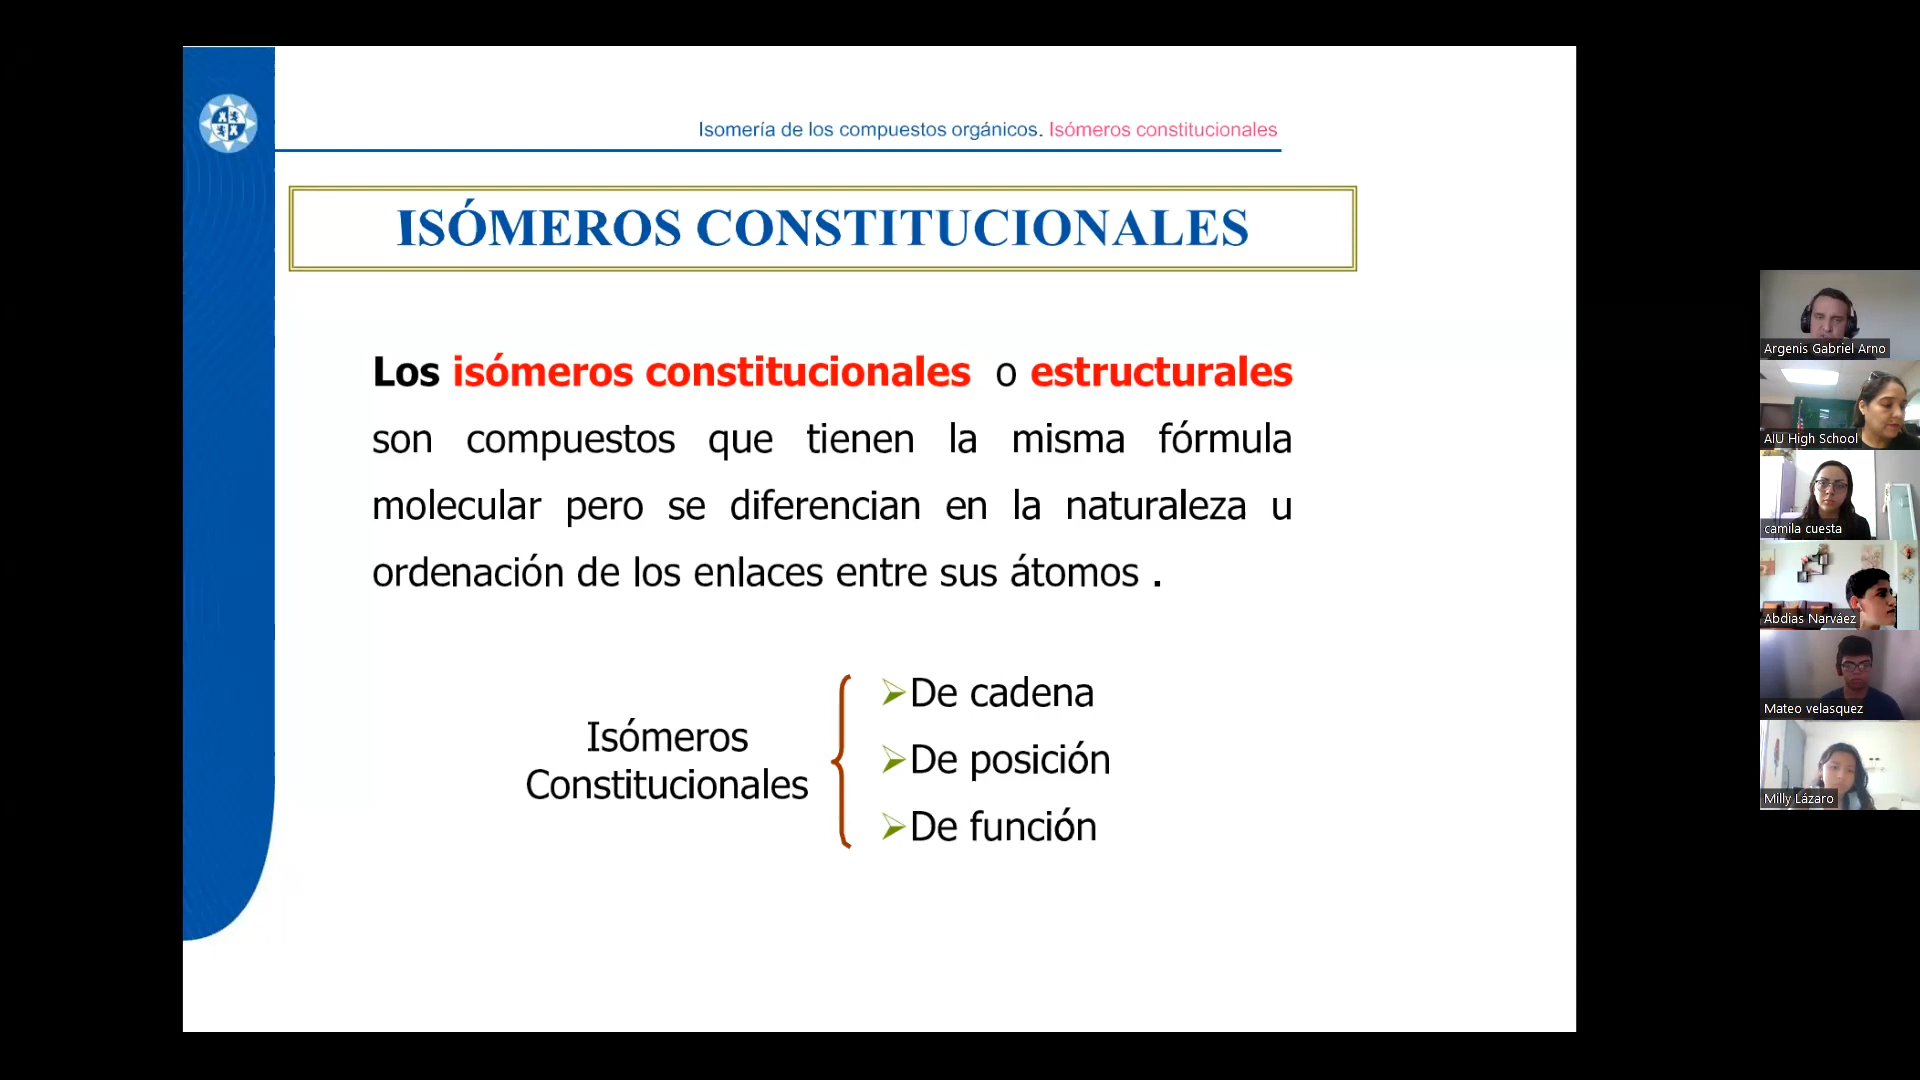 Isomería de los compuestos orgánicos. Isómeros constitucionales
ISÓMEROS CONSTITUCIONALES
Los isómeros constitucionales o estructurales
son compuestos que tienen la misma fórmula
molecular pero se diferencian en la naturaleza u
ordenación de los enlaces entre sus átomos .
Isómeros
Constitucionales
De cadena
De posición
De función
Argenis Gabriel Arno
AIU High School
camila cuesta
Abdias Narváez
Mateo velasquez
Milly Lázaro